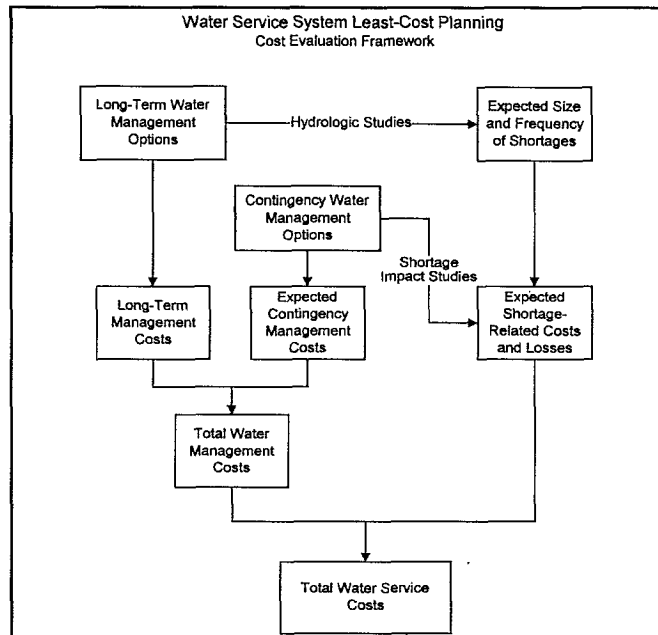 Water Service System Least-Cost Planning
Cost Evaluation Framework
Long-Term Water
Management
Options
Hydrologic Studies
Expected Size
and Frequency
of Shortages
Contingency Water
Management
Options
Shortage
Impact Studies
Long-Term
Management
Costs
Expected
Contingency
Management
Costs
Expected
Shortage-
Related Costs
and Losses
Total Water
Management
Costs
Total Water Service
Costs